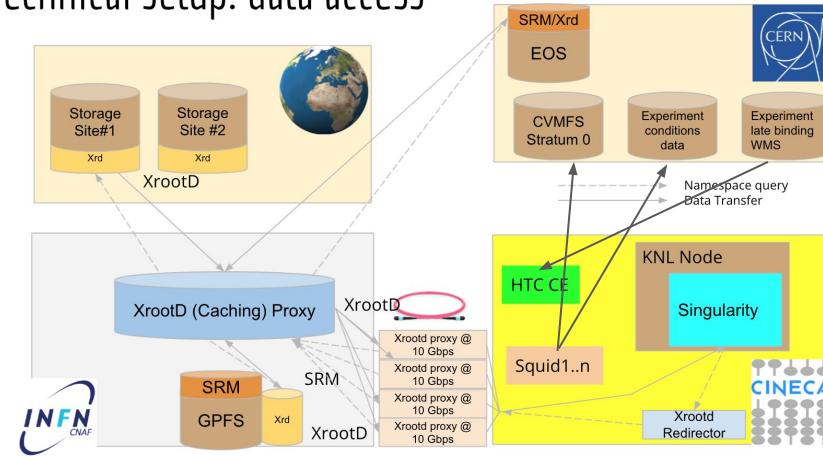 echnical setup: data access
SRM/Xrd
EOS
CERN
Storage
Site#1
Xrd
Storage
Site #2
Xrd
XrootD
CVMFS
Stratum 0
Experiment
conditions
data
Experiment
late binding
WMS
Namespace query
Data Transfer
XrootD (Caching) Proxy
XrootD
HTC CE
KNL Node
Singularity
Squid1..n
Xrootd proxy @
10 Gbps
Xrootd proxy @
10 Gbps
Xrootd proxy @
10 Gbps
Xrootd proxy @
10 Gbps
SRM
GPFS
Xrd
SRM
XrootD
INFN
CNAF
Xrootd
Redirector
CINECA